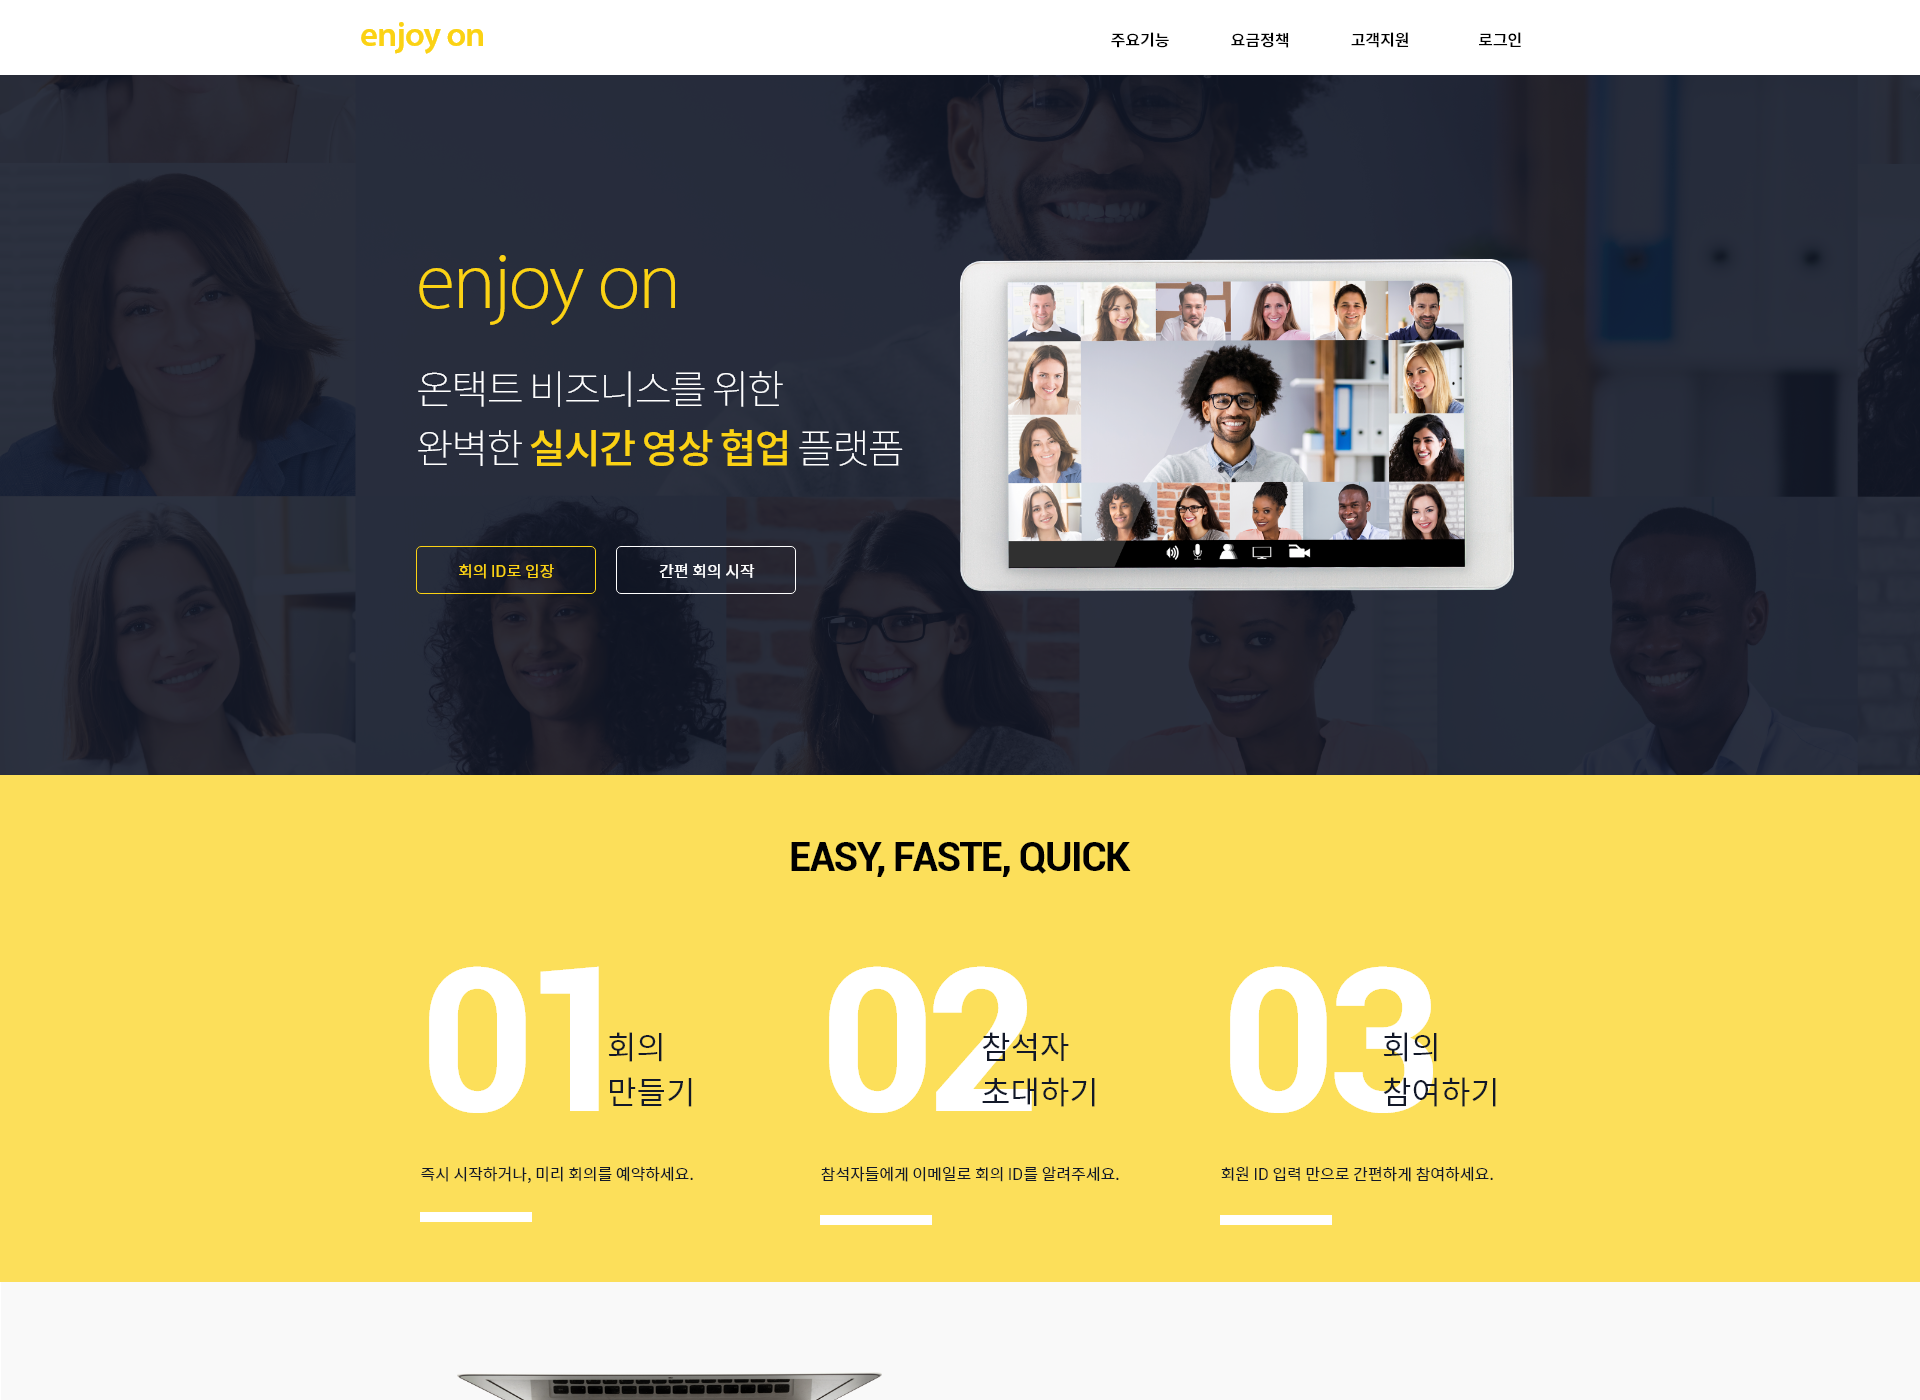 enjoy on
주요기능
요금정책
고객지원
로그인
enjoy on
온택트 비즈니스를 위한
완벽한 실시간 영상 협업 플랫폼
회의 ID로 입장
간편 회의 시작
EASY, FASTE, QUICK
01
회의
만들기
즉시 시작하거나, 미리 회의를 예약하세요.
02
참석자
초대하기
참석자들에게 이메일로 회의 ID를 알려주세요.
03
회의
참여하기
회원 ID 입력 만으로 간편하게 참여하세요.